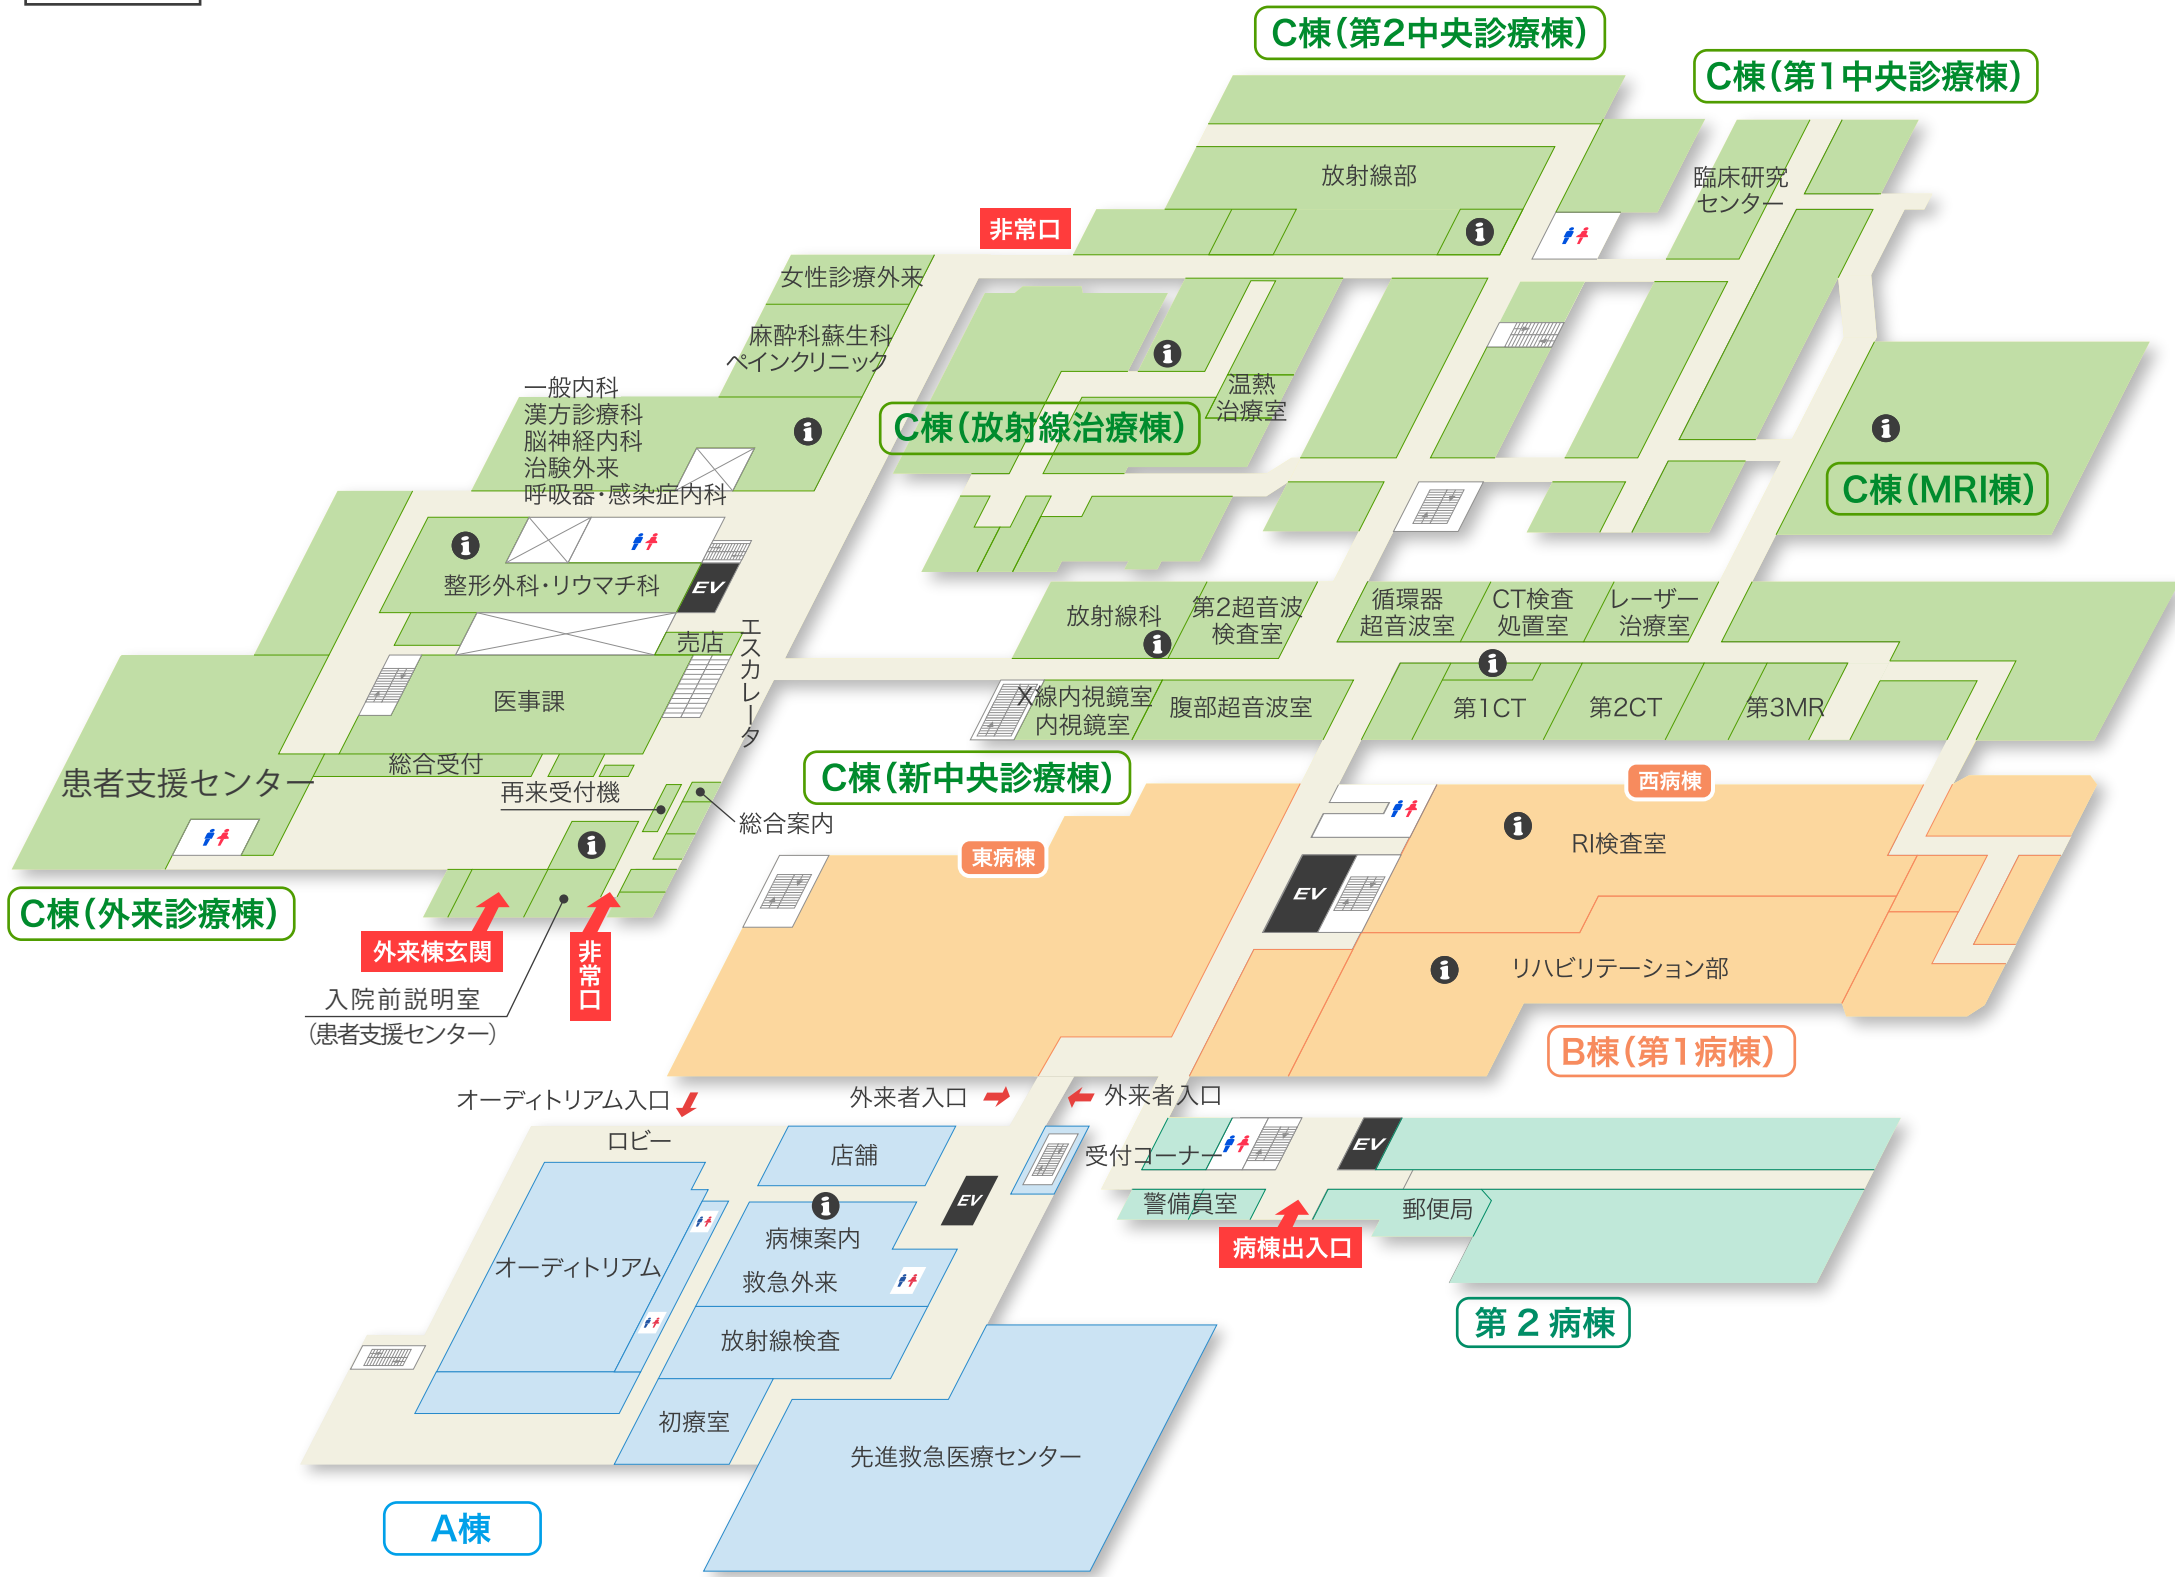 C棟(第2中央診療棟)
C棟(第1中央診療棟)
放射線部
臨床研究
センター
非常口
女性診療外来
麻酔科蘇生科
ペインクリニック
一般内科
漢方診療科
脳神経内科
治験外来
呼吸器・感染症内科
温熱
治療室
C棟(放射線治療棟)
C棟(MRI棟)
整形外科・リウマチ科
EV
売店
エスカレータ
医事課
放射線科
第2超音波
検査室
循環器
超音波室
CT検査
処置室
レーザー
治療室
X線内視鏡室
内視鏡室
腹部超音波室
第1CT
第2CT
第3MR
総合受付
患者支援センター
再来受付機
総合案内
C棟(新中央診療棟)
西病棟
東病棟
RI検査室
EV
C棟(外来診療棟)
外来棟玄関
非常口
入院前説明室
(患者支援センター)
リハビリテーション部
B棟(第1病棟)
オーディトリアム入口
外来者入口
外来者入口
ロビー
店舗
受付コーナー
EV
EV
警備員室
郵便局
病棟出入口
病棟案内
救急外来
オーディトリアム
放射線検査
第2病棟
初療室
先進救急医療センター
A棟